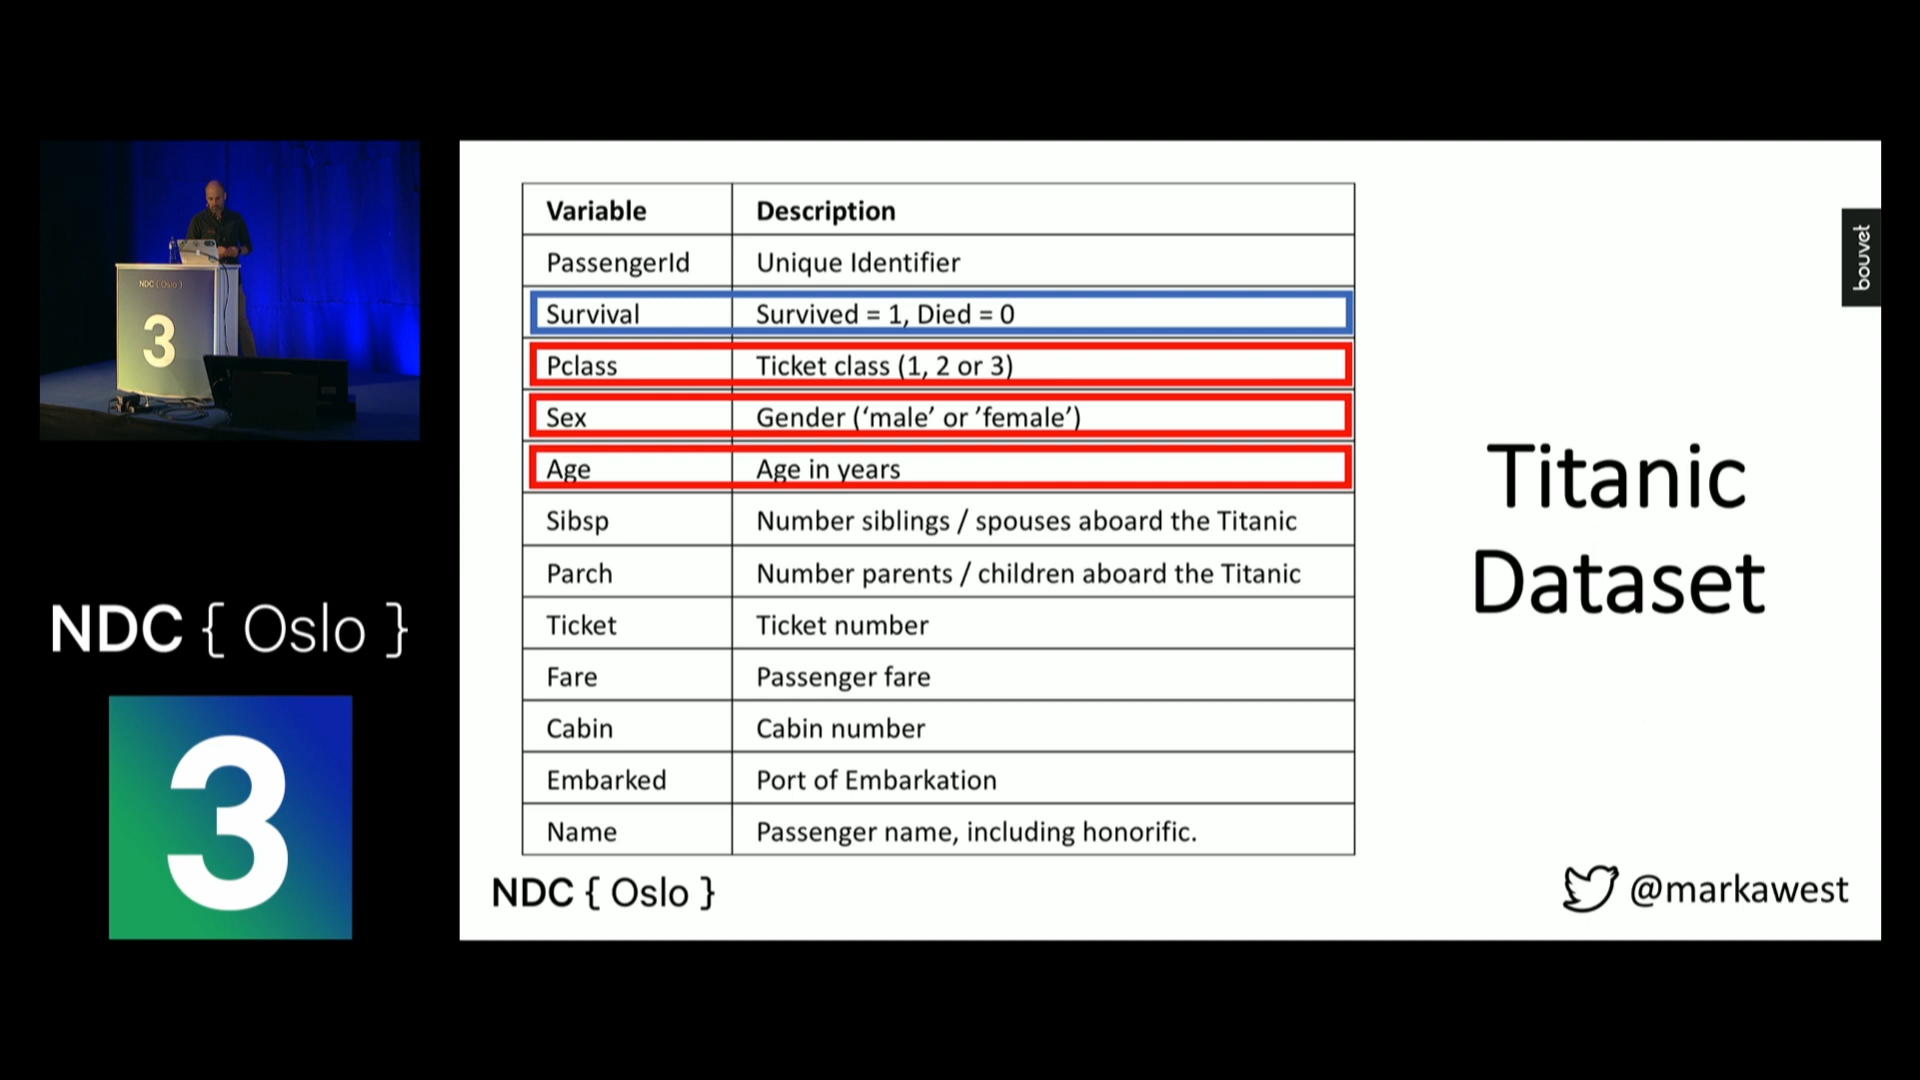 NDC { Oslo }
3
NDC { Oslo }
3
Variable Description
PassengerId Unique Identifier
Survival Survived = 1, Died = 0
Pclass Ticket class (1, 2 or 3)
Sex Gender (‘male’ or ’female’)
Age Age in years
Sibsp Number siblings / spouses aboard the Titanic
Parch Number parents / children aboard the Titanic
Ticket Ticket number
Fare Passenger fare
Cabin Cabin number
Embarked Port of Embarkation
Name Passenger name, including honorific.
Titanic
Dataset
bouvet
NDC { Oslo }
@markawest